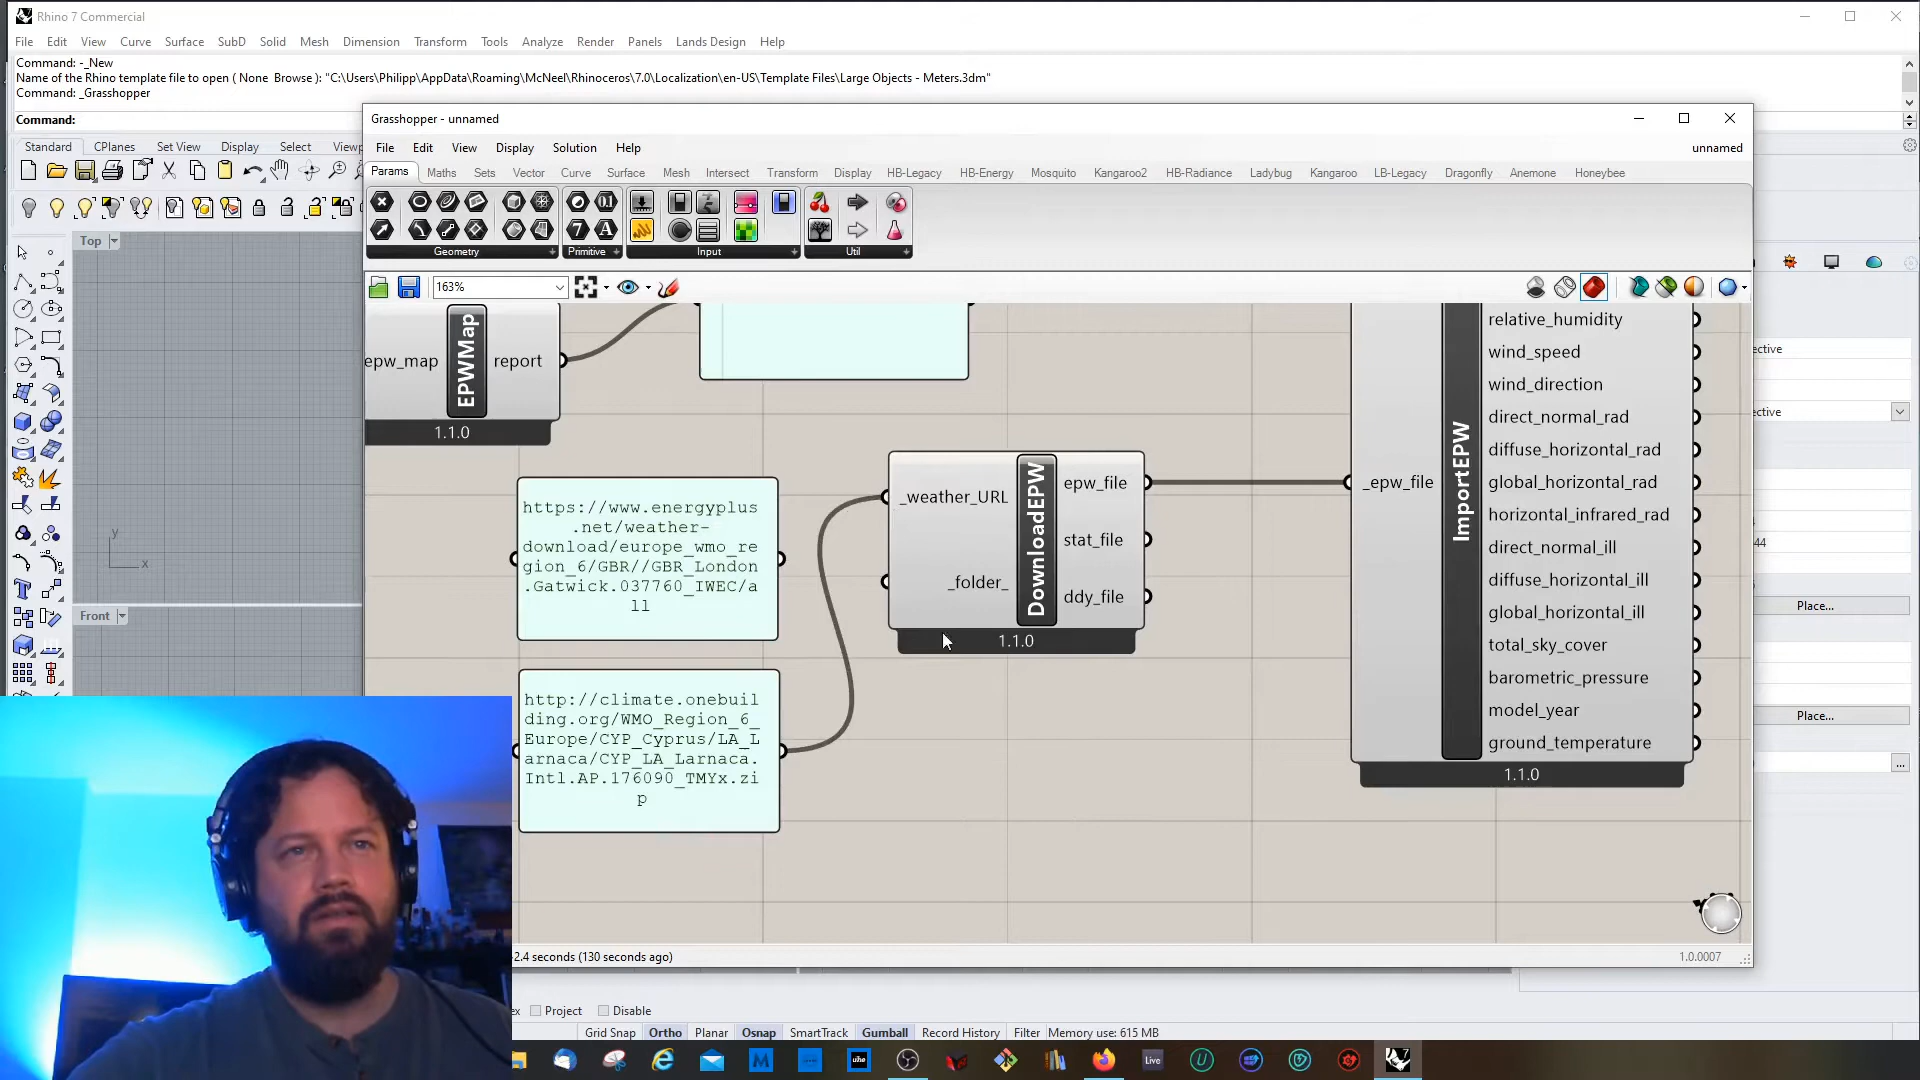 Rhino 7 Commercial
File Edit View Curve Surface SubD Solid Mesh Dimension Transform Tools Analyze Render Panels Lands Design Help
Command: -_New
Name of the Rhino template file to open ( None Browse ): "C:\Users\Philipp\AppData\Roaming\McNeel\Rhinoceros\7.0\Localization\en-US\Template Files\Large Objects - Meters.3dm"
Command: _Grasshopper
Command:
Standard CPlanes Set View Display Select Viewp
Grasshopper - unnamed
File Edit View Display Solution Help
unnamed
Params Maths Sets Vector Curve Surface Mesh Intersect Transform Display HB-Legacy HB-Energy Mosquito Kangaroo2 HB-Radiance Ladybug Kangaroo LB-Legacy Dragonfly Anemone Honeybee
Geometry Primitive Input Util
163%
Top
y
x
Front
epw_map
EPWMap
report
1.1.0
https://www.energyplus
.net/weather-
download/europe_wmo_re
gion_6/GBR//GBR_London
.Gatwick.037760_IWEC/a
ll
http://climate.onebuil
ding.org/WMO_Region_6_
Europe/CYP_Cyprus/LA_L
arnaca/CYP_LA_Larnaca.
Intl.AP.176090_TMYx.zi
p
_weather_URL
_folder_
DownloadEPW
epw_file
stat_file
ddy_file
1.1.0
_epw_file
ImportEPW
relative_humidity
wind_speed
wind_direction
direct_normal_rad
diffuse_horizontal_rad
global_horizontal_rad
horizontal_infrared_rad
direct_normal_ill
diffuse_horizontal_ill
global_horizontal_ill
total_sky_cover
barometric_pressure
model_year
ground_temperature
1.1.0
ective
ective
44
Place...
Place...
...
2.4 seconds (130 seconds ago)
1.0.0007
ex Project Disable
Grid Snap Ortho Planar Osnap SmartTrack Gumball Record History Filter Memory use: 615 MB
uhe
Live